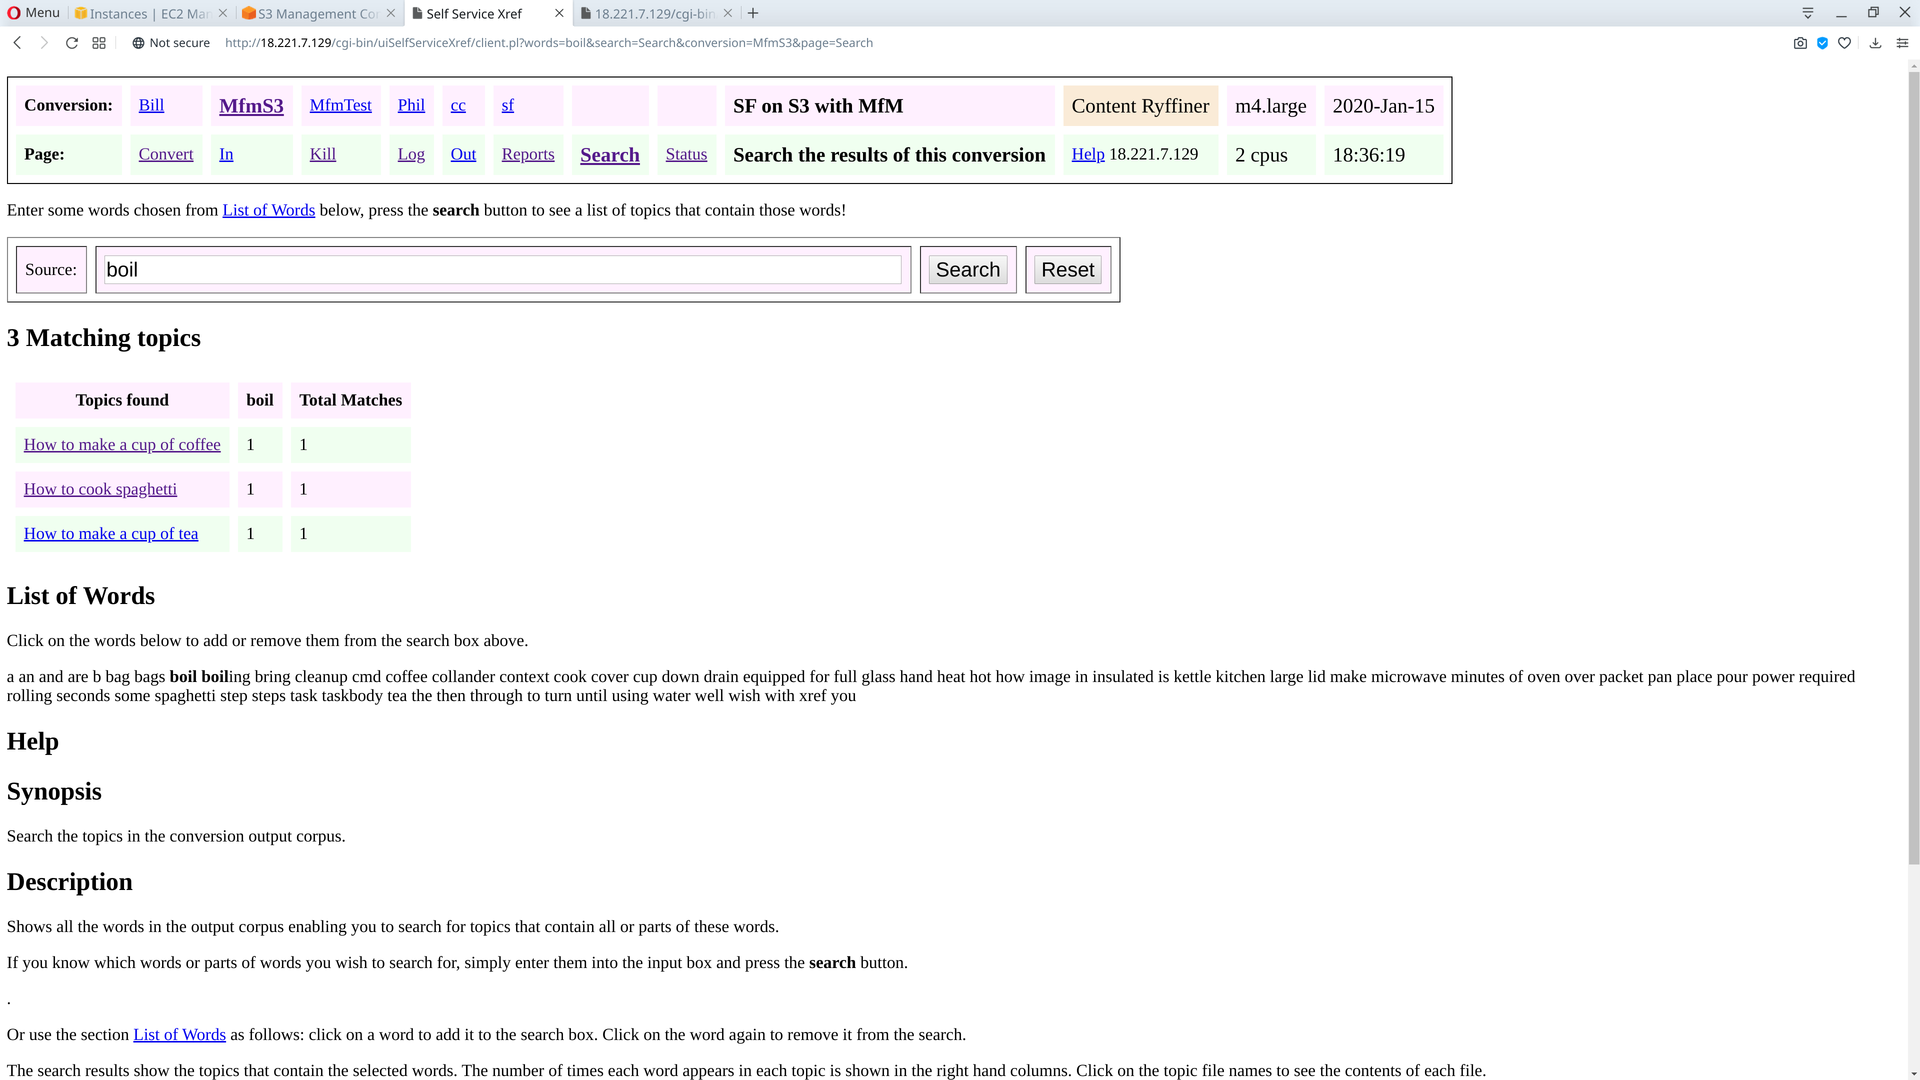 Menu Instances | EC2 Man S3 Management Co Self Service Xref 18.221.7.129/cgi-bin
Not secure http://18.221.7.129/cgi-bin/uiSelfServiceXref/client.pl?words=boil&search=Search&conversion=MfmS3&page=Search
Conversion: Bill MfmS3 MfmTest Phil cc sf SF on S3 with MfM Content Ryffiner m4.large 2020-Jan-15
Page: Convert In Kill Log Out Reports Search Status Search the results of this conversion Help 18.221.7.129 2 cpus 18:36:19
Enter some words chosen from List of Words below, press the search button to see a list of topics that contain those words!
Source: boil Search Reset
3 Matching topics
Topics found boil Total Matches
How to make a cup of coffee 1 1
How to cook spaghetti 1 1
How to make a cup of tea 1 1
List of Words
Click on the words below to add or remove them from the search box above.
a an and are b bag bags boil boiling bring cleanup cmd coffee collander context cook cover cup down drain equipped for full glass hand heat hot how image in insulated is kettle kitchen large lid make microwave minutes of oven over packet pan place pour power required
rolling seconds some spaghetti step steps task taskbody tea the then through to turn until using water well wish with xref you
Help
Synopsis
Search the topics in the conversion output corpus.
Description
Shows all the words in the output corpus enabling you to search for topics that contain all or parts of these words.
If you know which words or parts of words you wish to search for, simply enter them into the input box and press the search button.
.
Or use the section List of Words as follows: click on a word to add it to the search box. Click on the word again to remove it from the search.
The search results show the topics that contain the selected words. The number of times each word appears in each topic is shown in the right hand columns. Click on the topic file names to see the contents of each file.